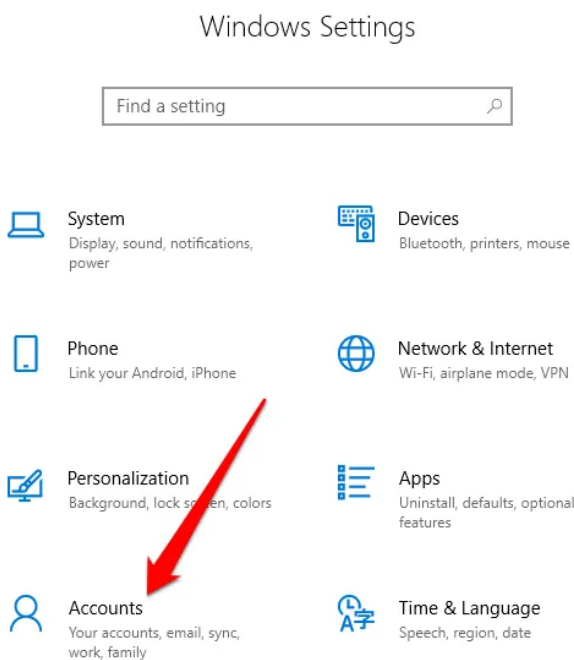 Windows Settings
Find a setting
System
Display, sound, notifications,
power
Devices
Bluetooth, printers, mouse
Phone
Link your Android, iPhone
Network & Internet
Wi-Fi, airplane mode, VPN
Personalization
Background, lock screen, colors
Apps
Uninstall, defaults, optional
features
Accounts
Your accounts, email, sync,
work, family
Time & Language
Speech, region, date